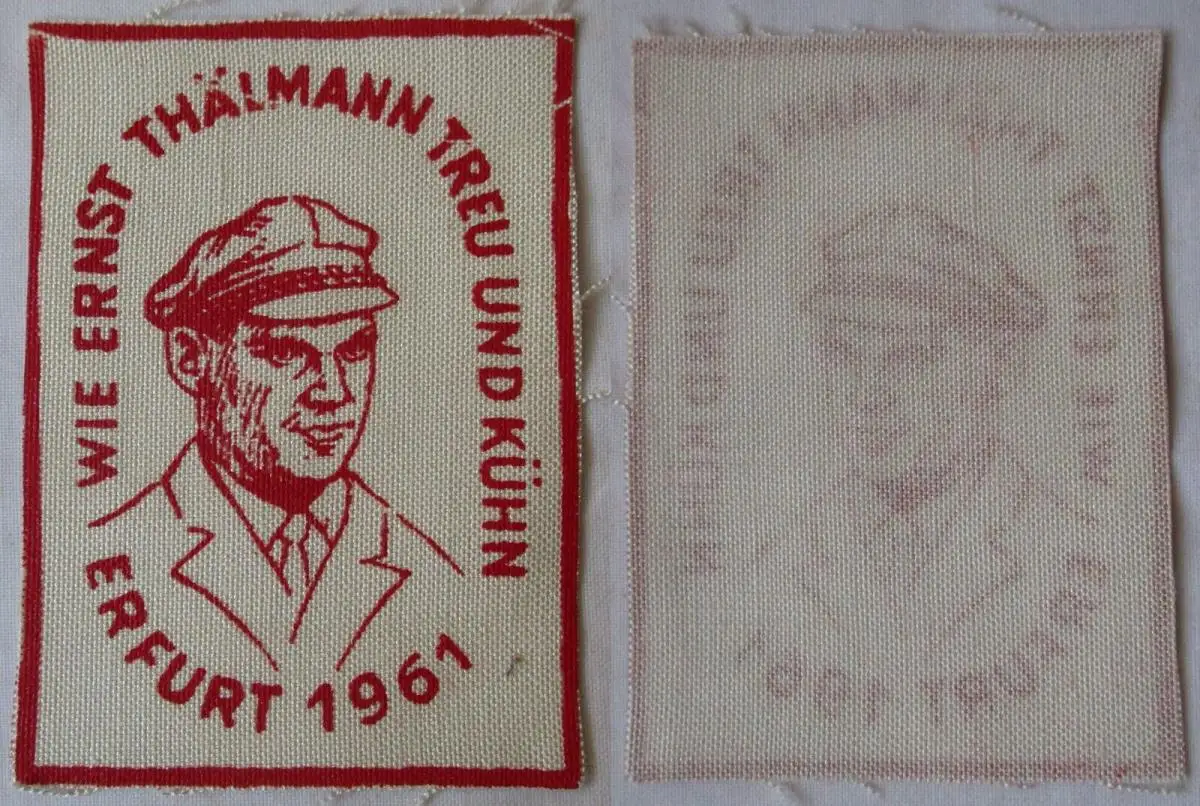 WIE ERNST THÄLMANN TREU UND KÜHN
ERFURT 1961